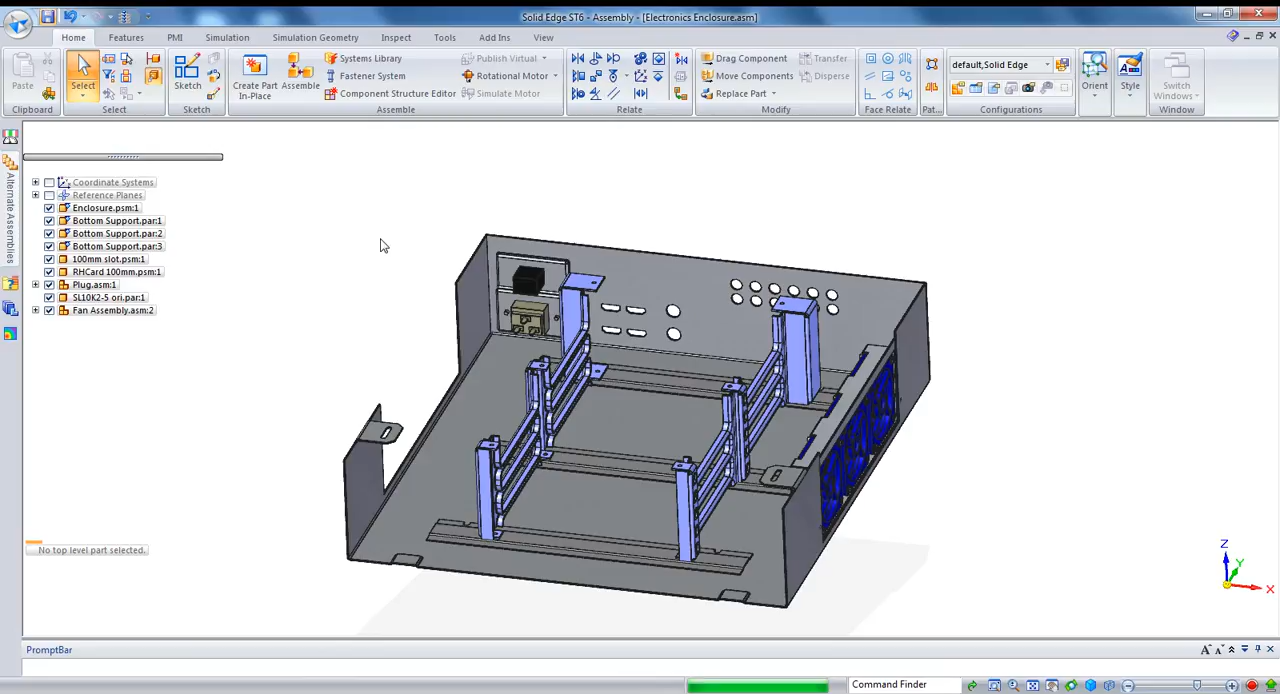 Solid Edge ST6 - Assembly - [Electronics Enclosure.asm]
Home Features PMI Simulation Simulation Geometry Inspect Tools Add Ins View
Paste
Clipboard
Select
Select
Sketch
Sketch
Create Part In-Place
Assemble
Systems Library
Fastener System
Component Structure Editor
Publish Virtual
Rotational Motor
Simulate Motor
Assemble
Relate
Drag Component
Move Components
Replace Part
Transfer
Disperse
Modify
Face Relate
Pat...
default,Solid Edge
Configurations
Orient
Style
Switch Windows
Window
Alternate Assemblies
Coordinate Systems
Reference Planes
Enclosure.psm:1
Bottom Support.par:1
Bottom Support.par:2
Bottom Support.par:3
100mm slot.psm:1
RHCard 100mm.psm:1
Plug.asm:1
SL10K2-5 ori.par:1
Fan Assembly.asm:2
No top level part selected.
Z
Y
X
PromptBar
A A
Command Finder